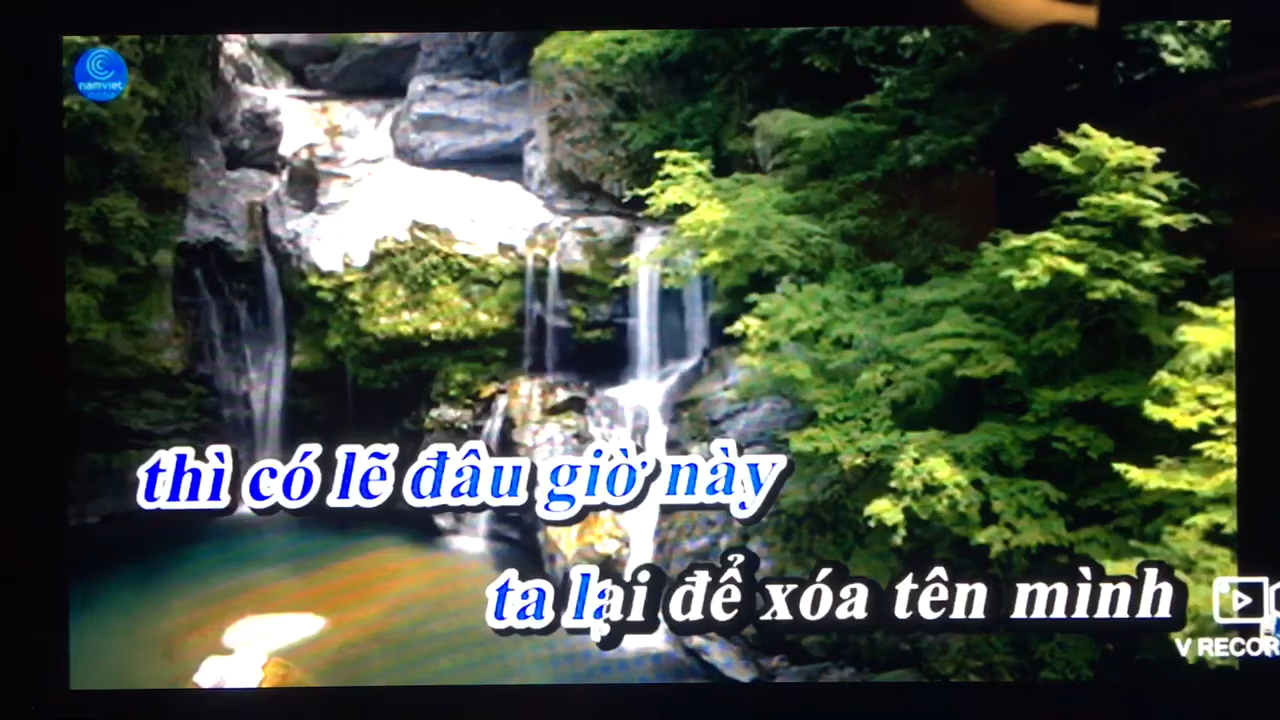 namviet
thì có lẽ đâu giờ này
ta lại để xóa tên mình
V RECOR